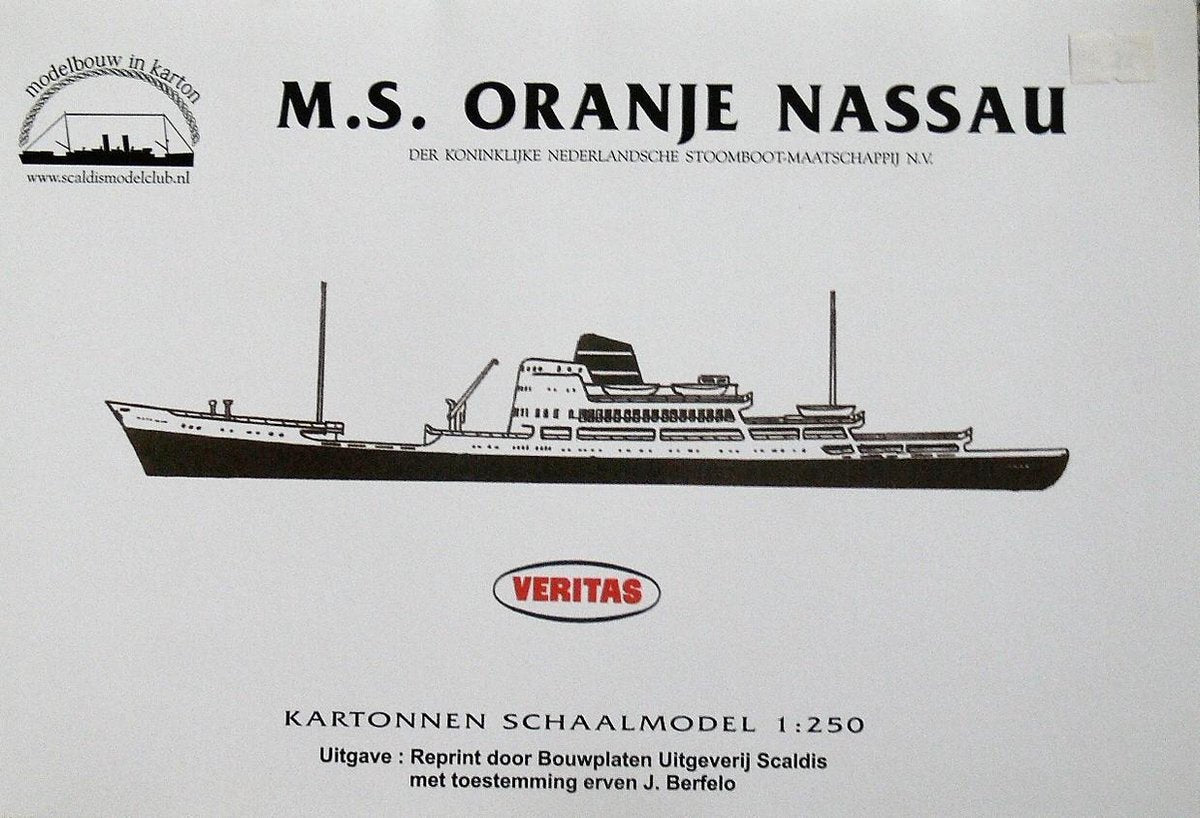 modelbouw in karton
www.scaldismodelclub.nl
M.S. ORANJE NASSAU
DER KONINKLIJKE NEDERLANDSCHE STOOMBOOT-MAATSCHAPPIJ N.V.
VERITAS
KARTONNEN SCHAALMODEL 1:250
Uitgave : Reprint door Bouwplaten Uitgeverij Scaldis
met toestemming erven J. Berfelo